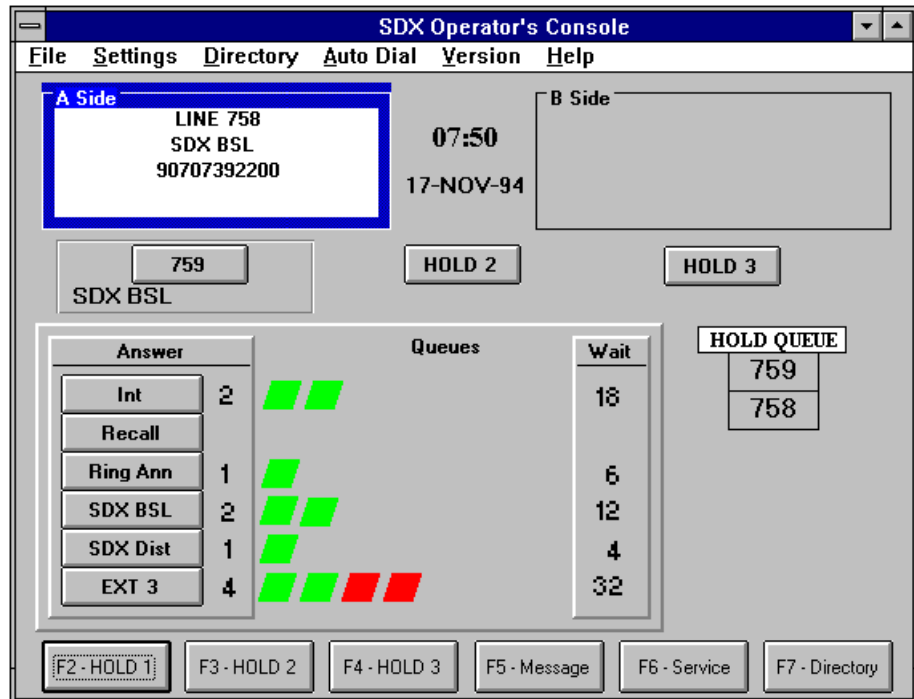 SDX Operator's Console
File Settings Directory Auto Dial Version Help
A Side
LINE 758
SDX BSL
90707392200
07:50
17-NOV-94
B Side
759
SDX BSL
HOLD 2
HOLD 3
Answer Queues Wait
Int 2 18
Recall
Ring Ann 1 6
SDX BSL 2 12
SDX Dist 1 4
EXT 3 4 32
HOLD QUEUE
759
758
F2 - HOLD 1 F3 - HOLD 2 F4 - HOLD 3 F5 - Message F6 - Service F7 - Directory